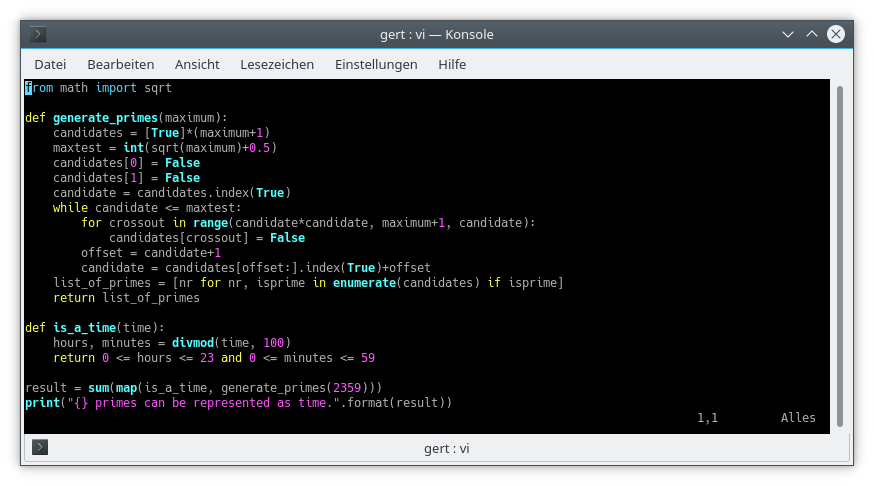 gert : vi — Konsole
Datei Bearbeiten Ansicht Lesezeichen Einstellungen Hilfe
from math import sqrt
def generate_primes(maximum):
    candidates = [True]*(maximum+1)
    maxtest = int(sqrt(maximum)+0.5)
    candidates[0] = False
    candidates[1] = False
    candidate = candidates.index(True)
    while candidate <= maxtest:
        for crossout in range(candidate*candidate, maximum+1, candidate):
            candidates[crossout] = False
        offset = candidate+1
        candidate = candidates[offset:].index(True)+offset
    list_of_primes = [nr for nr, isprime in enumerate(candidates) if isprime]
    return list_of_primes
def is_a_time(time):
    hours, minutes = divmod(time, 100)
    return 0 <= hours <= 23 and 0 <= minutes <= 59
result = sum(map(is_a_time, generate_primes(2359)))
print("{} primes can be represented as time.".format(result))
1,1 Alles
gert : vi